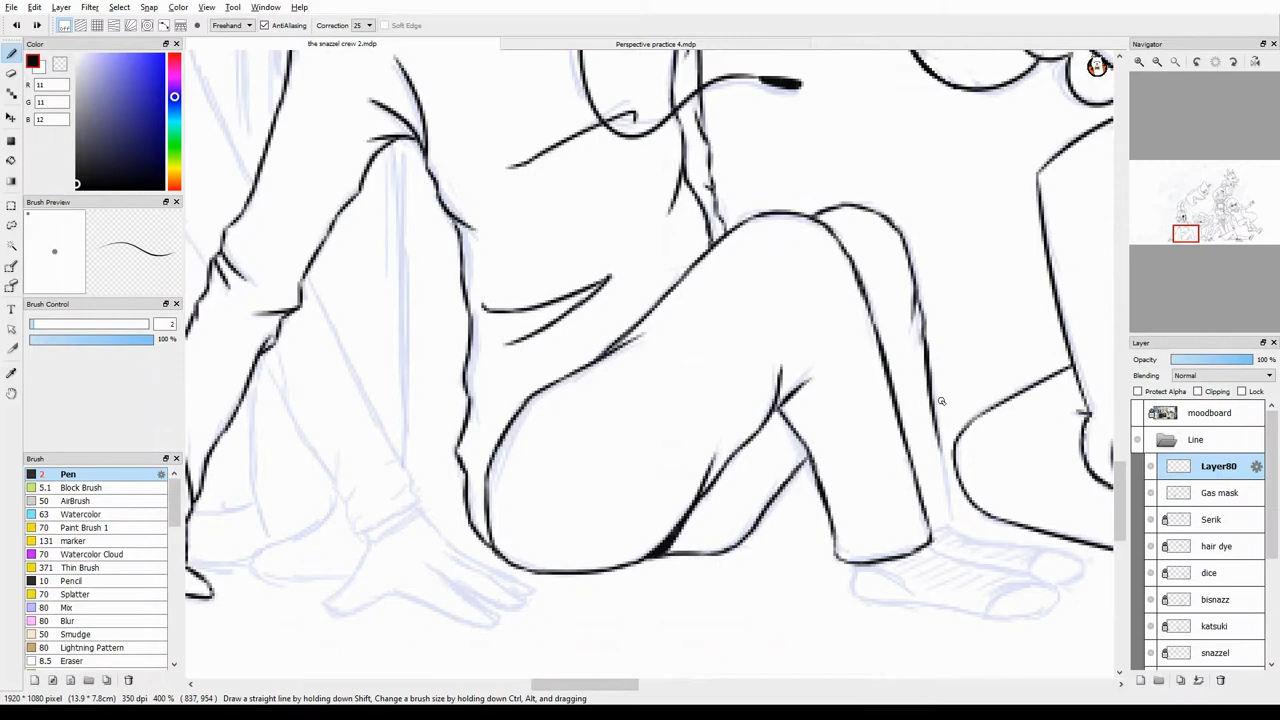 File Edit Layer Filter Select Snap Color View Tool Window Help
off Freehand AntiAliasing Correction 25 Soft Edge
Color
the snazzel crew 2.mdp
Perspective practice 4.mdp
Navigator
R 11
G 11
B 12
Brush Preview
Brush Control
2
100 %
Layer
Opacity 100 %
Blending Normal
Protect Alpha Clipping Lock
moodboard
Line
Layer80
Gas mask
Serik
hair dye
dice
bisnazz
katsuki
snazzel
Brush
2 Pen
5.1 Block Brush
50 AirBrush
63 Watercolor
70 Paint Brush 1
131 marker
70 Watercolor Cloud
371 Thin Brush
10 Pencil
70 Splatter
80 Mix
80 Blur
50 Smudge
80 Lightning Pattern
8.5 Eraser
1920 * 1080 pixel (13.9 * 7.8cm) 350 dpi 400 % ( 837, 954 ) Draw a straight line by holding down Shift, Change a brush size by holding down Ctrl, Alt, and dragging